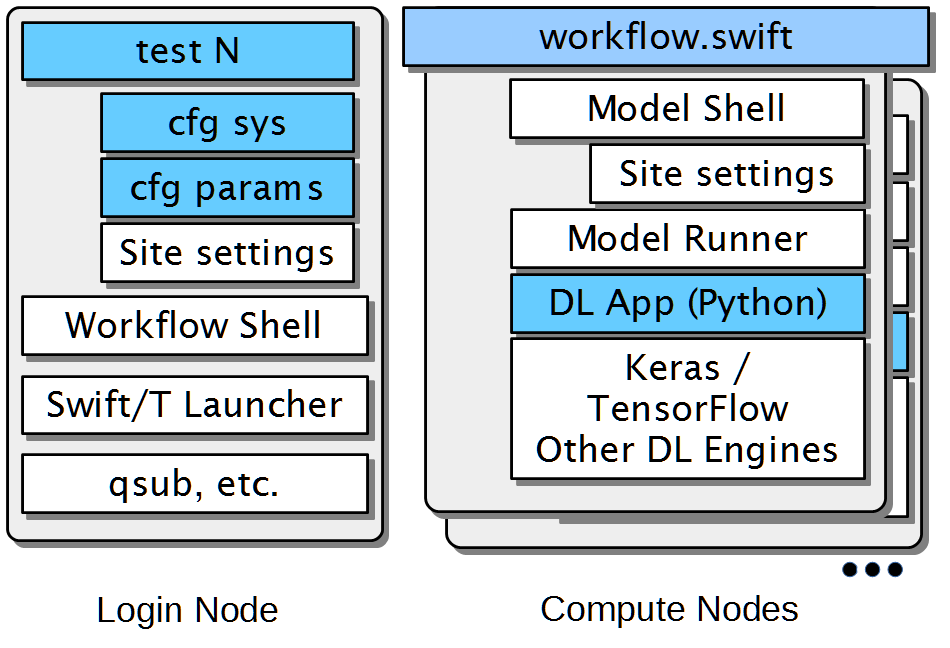 test N
cfg sys
cfg params
Site settings
Workflow Shell
Swift/T Launcher
qsub, etc.
Login Node
workflow.swift
Model Shell
Site settings
Model Runner
DL App (Python)
Keras /
TensorFlow
Other DL Engines
Compute Nodes